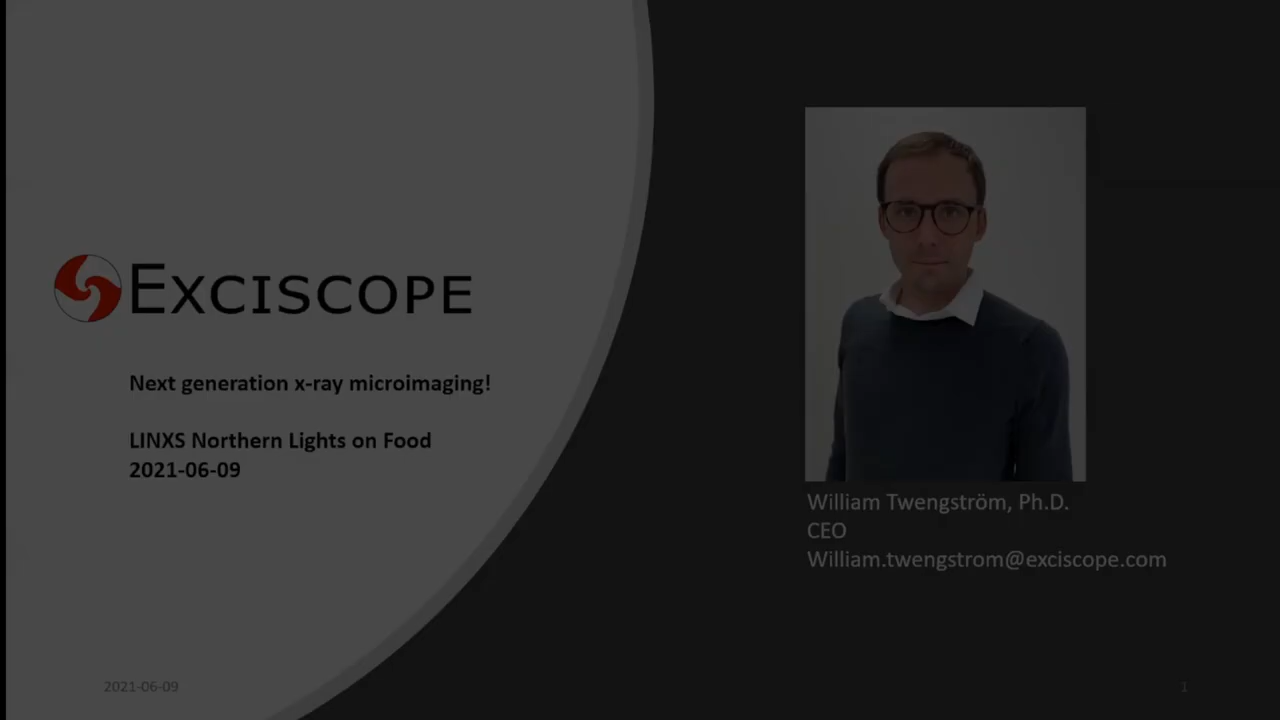 EXCISCOPE
Next generation x-ray microimaging!
LINXS Northern Lights on Food
2021-06-09
William Twengström, Ph.D.
CEO
William.twengstrom@exciscope.com
2021-06-09
1